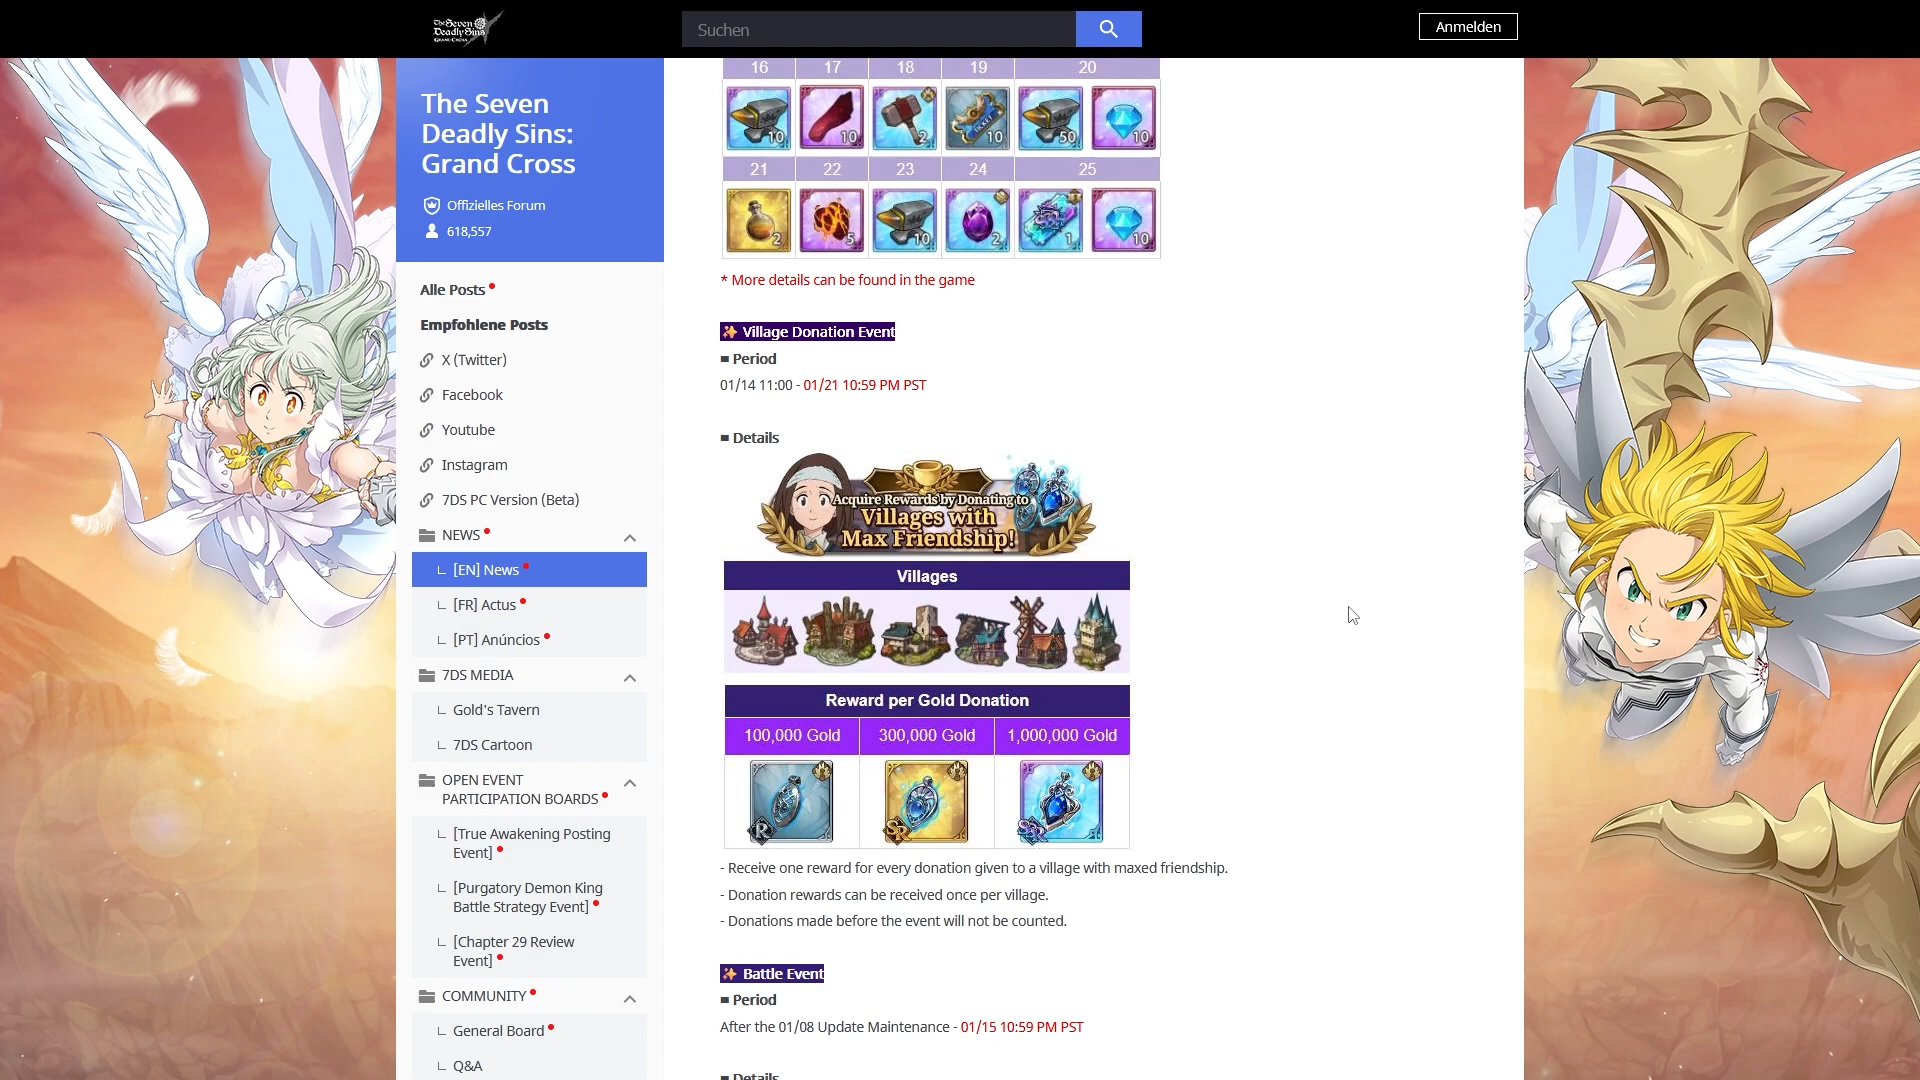 The Seven
Deadly Sins
GRAND CROSS
Suchen
Anmelden
The Seven
Deadly Sins:
Grand Cross
Offizielles Forum
618,557
Alle Posts
Empfohlene Posts
X (Twitter)
Facebook
Youtube
Instagram
7DS PC Version (Beta)
NEWS
[EN] News
[FR] Actus
[PT] Anúncios
7DS MEDIA
Gold's Tavern
7DS Cartoon
OPEN EVENT
PARTICIPATION BOARDS
[True Awakening Posting
Event]
[Purgatory Demon King
Battle Strategy Event]
[Chapter 29 Review
Event]
COMMUNITY
General Board
Q&A
16 17 18 19 20
10 10 2 TICKET 10 50 10
21 22 23 24 25
2 5 10 2 1 10
* More details can be found in the game
✨ Village Donation Event
■ Period
01/14 11:00 - 01/21 10:59 PM PST
■ Details
Acquire Rewards by Donating to
Villages with
Max Friendship!
Villages
Reward per Gold Donation
100,000 Gold 300,000 Gold 1,000,000 Gold
R SR SSR
- Receive one reward for every donation given to a village with maxed friendship.
- Donation rewards can be received once per village.
- Donations made before the event will not be counted.
✨ Battle Event
■ Period
After the 01/08 Update Maintenance - 01/15 10:59 PM PST
■ Details